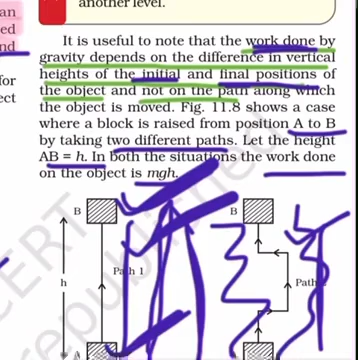 another level.
an
ed
nd
for
ect
It is useful to note that the work done by
gravity depends on the difference in vertical
heights of the initial and final positions of
the object and not on the path along which
the object is moved. Fig. 11.8 shows a case
where a block is raised from position A to B
by taking two different paths. Let the height
AB = h. In both the situations the work done
on the object is mgh.
B
B
h
Path 1
Path
A